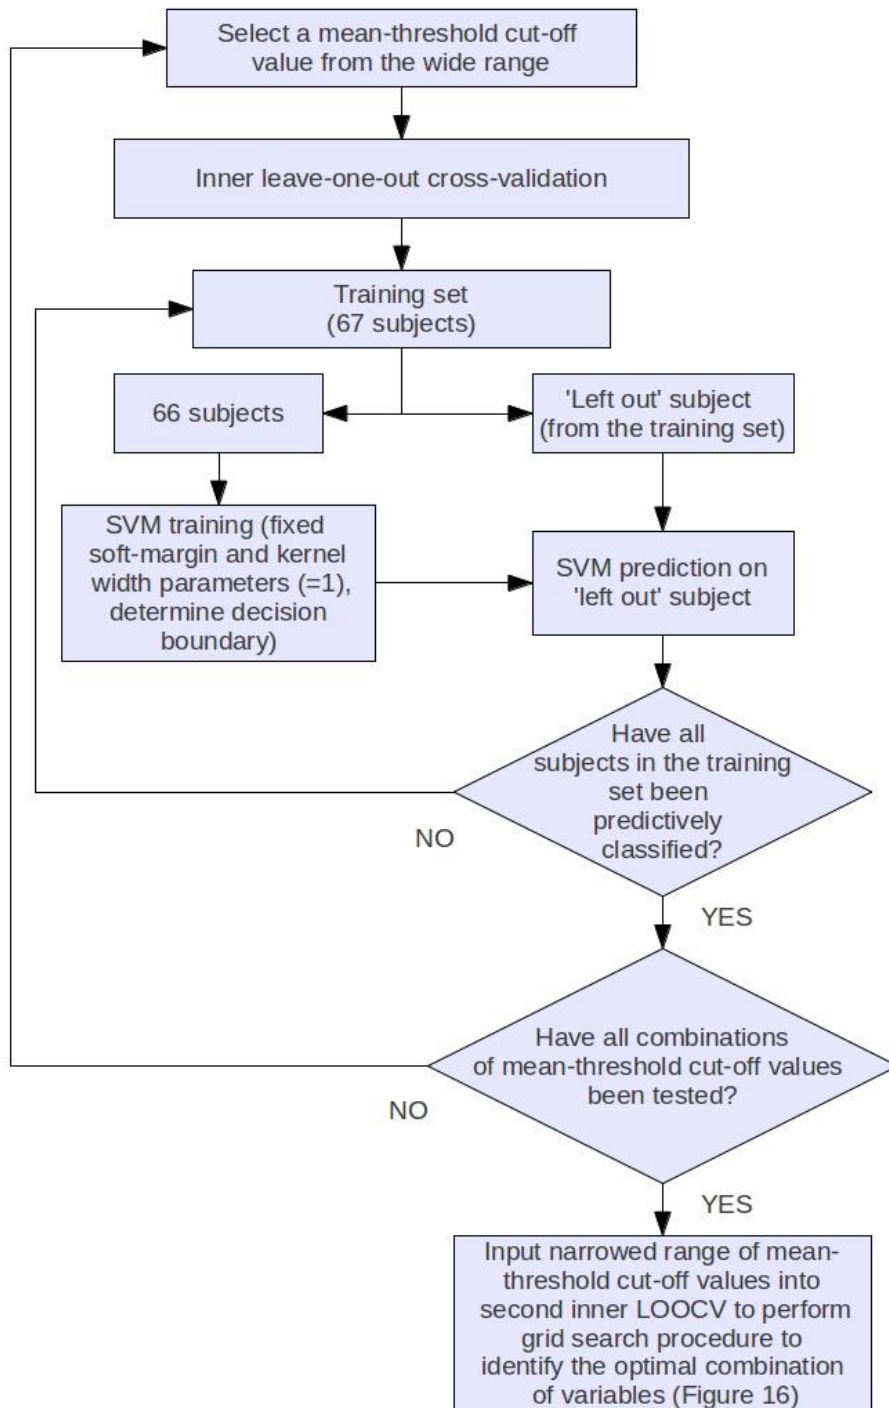 Select a mean-threshold cut-off
value from the wide range
Inner leave-one-out cross-validation
Training set
(67 subjects)
66 subjects
'Left out' subject
(from the training set)
SVM training (fixed
soft-margin and kernel
width parameters (=1),
determine decision
boundary)
SVM prediction on
'left out' subject
Have all
subjects in the training
set been
predictively
classified?
NO
YES
Have all combinations
of mean-threshold cut-off values
been tested?
NO
YES
Input narrowed range of mean-
threshold cut-off values into
second inner LOOCV to perform
grid search procedure to
identify the optimal combination
of variables (Figure 16)